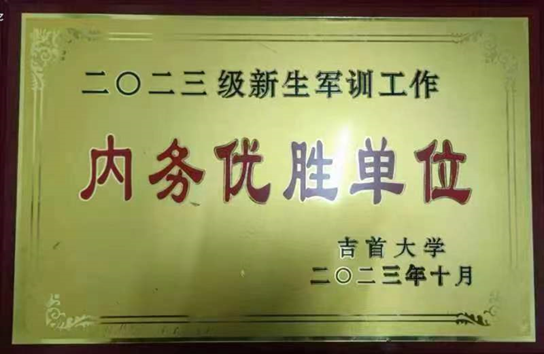 二〇二三级新生军训工作
内务优胜单位
吉首大学
二〇二三年十月